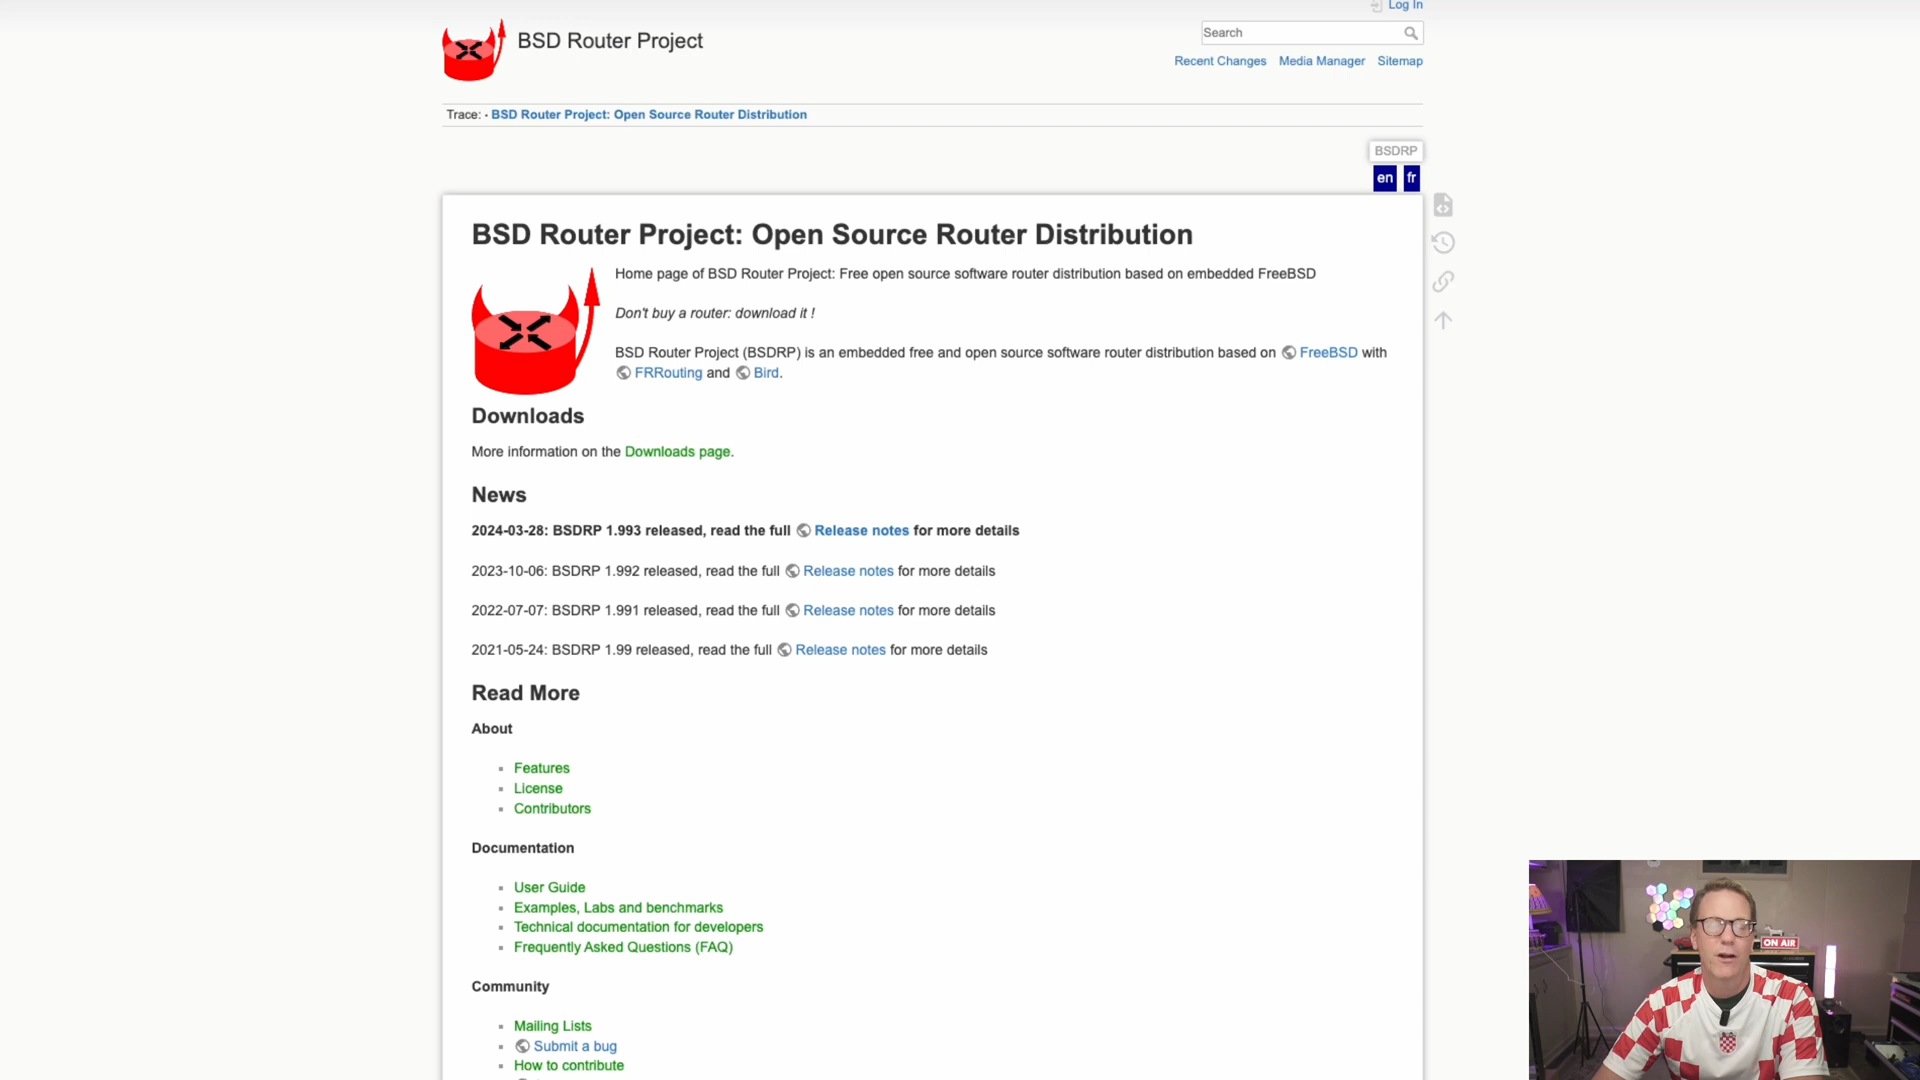 Log In
BSD Router Project
Search
Recent Changes Media Manager Sitemap
Trace: • BSD Router Project: Open Source Router Distribution
BSDRP
en fr
BSD Router Project: Open Source Router Distribution
Home page of BSD Router Project: Free open source software router distribution based on embedded FreeBSD
Don't buy a router: download it !
BSD Router Project (BSDRP) is an embedded free and open source software router distribution based on FreeBSD with
FRRouting and Bird.
Downloads
More information on the Downloads page.
News
2024-03-28: BSDRP 1.993 released, read the full Release notes for more details
2023-10-06: BSDRP 1.992 released, read the full Release notes for more details
2022-07-07: BSDRP 1.991 released, read the full Release notes for more details
2021-05-24: BSDRP 1.99 released, read the full Release notes for more details
Read More
About
Features
License
Contributors
Documentation
User Guide
Examples, Labs and benchmarks
Technical documentation for developers
Frequently Asked Questions (FAQ)
Community
Mailing Lists
Submit a bug
How to contribute
ON AIR